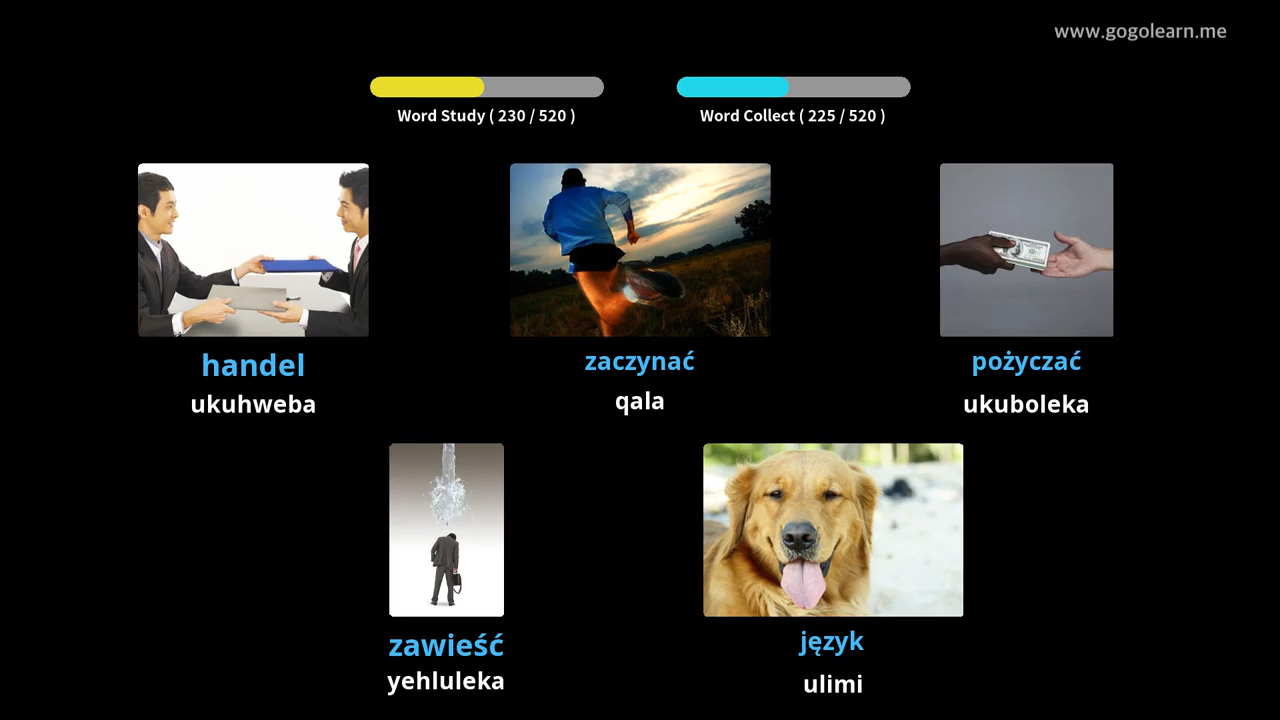 www.gogolearn.me
Word Study ( 230 / 520 )
Word Collect ( 225 / 520 )
handel
ukuhweba
zaczynać
qala
pożyczać
ukuboleka
zawieść
yehluleka
język
ulimi